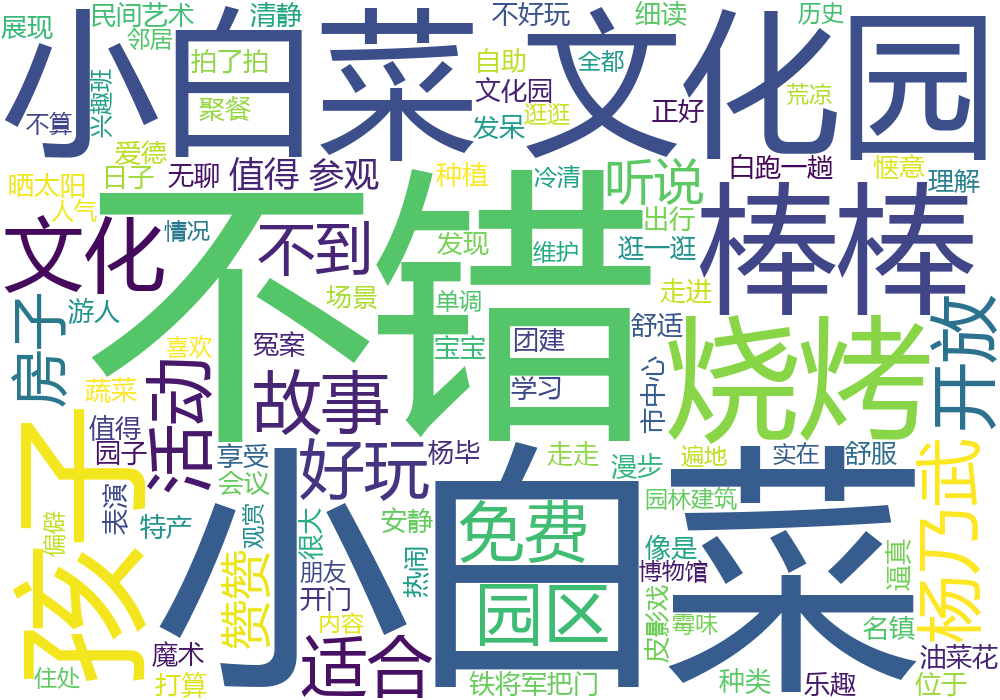 小白菜文化园
民间艺术
清静
不好玩
细读
历史
展现
邻居
拍了拍
自助
全都
荒凉
兴趣班
聚餐
文化园
逛逛
正好
不算
发呆
爱德
无聊
值得
参观
种植
冷清
听说
白跑一趟
惬意
理解
晒太阳
日子
人气
不错
棒棒
文化
情况
不到
发现
维护
出行
逛一逛
场景
单调
走进
房子
游人
喜欢
冤案
宝宝
团建
舒适
烧烤
开放
蔬菜
活动
故事
学习
市中心
值得
园子
享受
好玩
杨毕
走走
漫步
遍地
实在
舒服
孩子
会议
小白菜
表演
特产
观赏
很大
安静
免费
园林建筑
杨乃武
偏僻
赞赞
朋友
热闹
像是
博物馆
逼真
开门
园区
内容
皮影戏
霉味
名镇
魔术
适合
油菜花
住处
打算
铁将军把门
种类
乐趣
位于